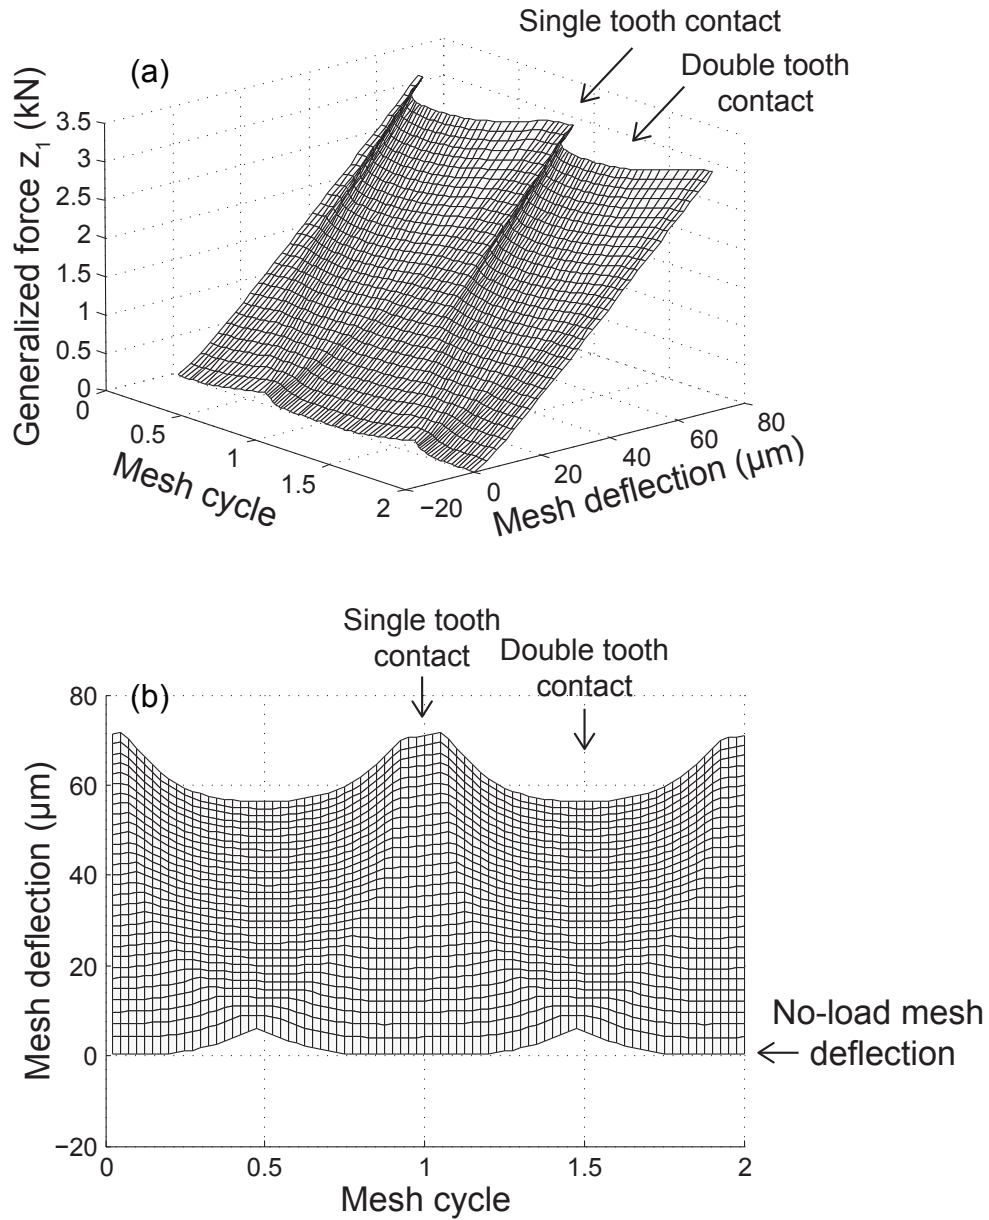 Single tooth contact
(a)
Double tooth
contact
Generalized force z1 (kN)
3.5
3
2.5
2
1.5
1
0.5
0
0
0.5
1
1.5
2
Mesh cycle
−20
0
20
40
60
80
Mesh deflection (μm)
Single tooth
contact
Double tooth
contact
(b)
Mesh deflection (μm)
80
60
40
20
0
−20
No-load mesh
deflection
0
0.5
1
1.5
2
Mesh cycle